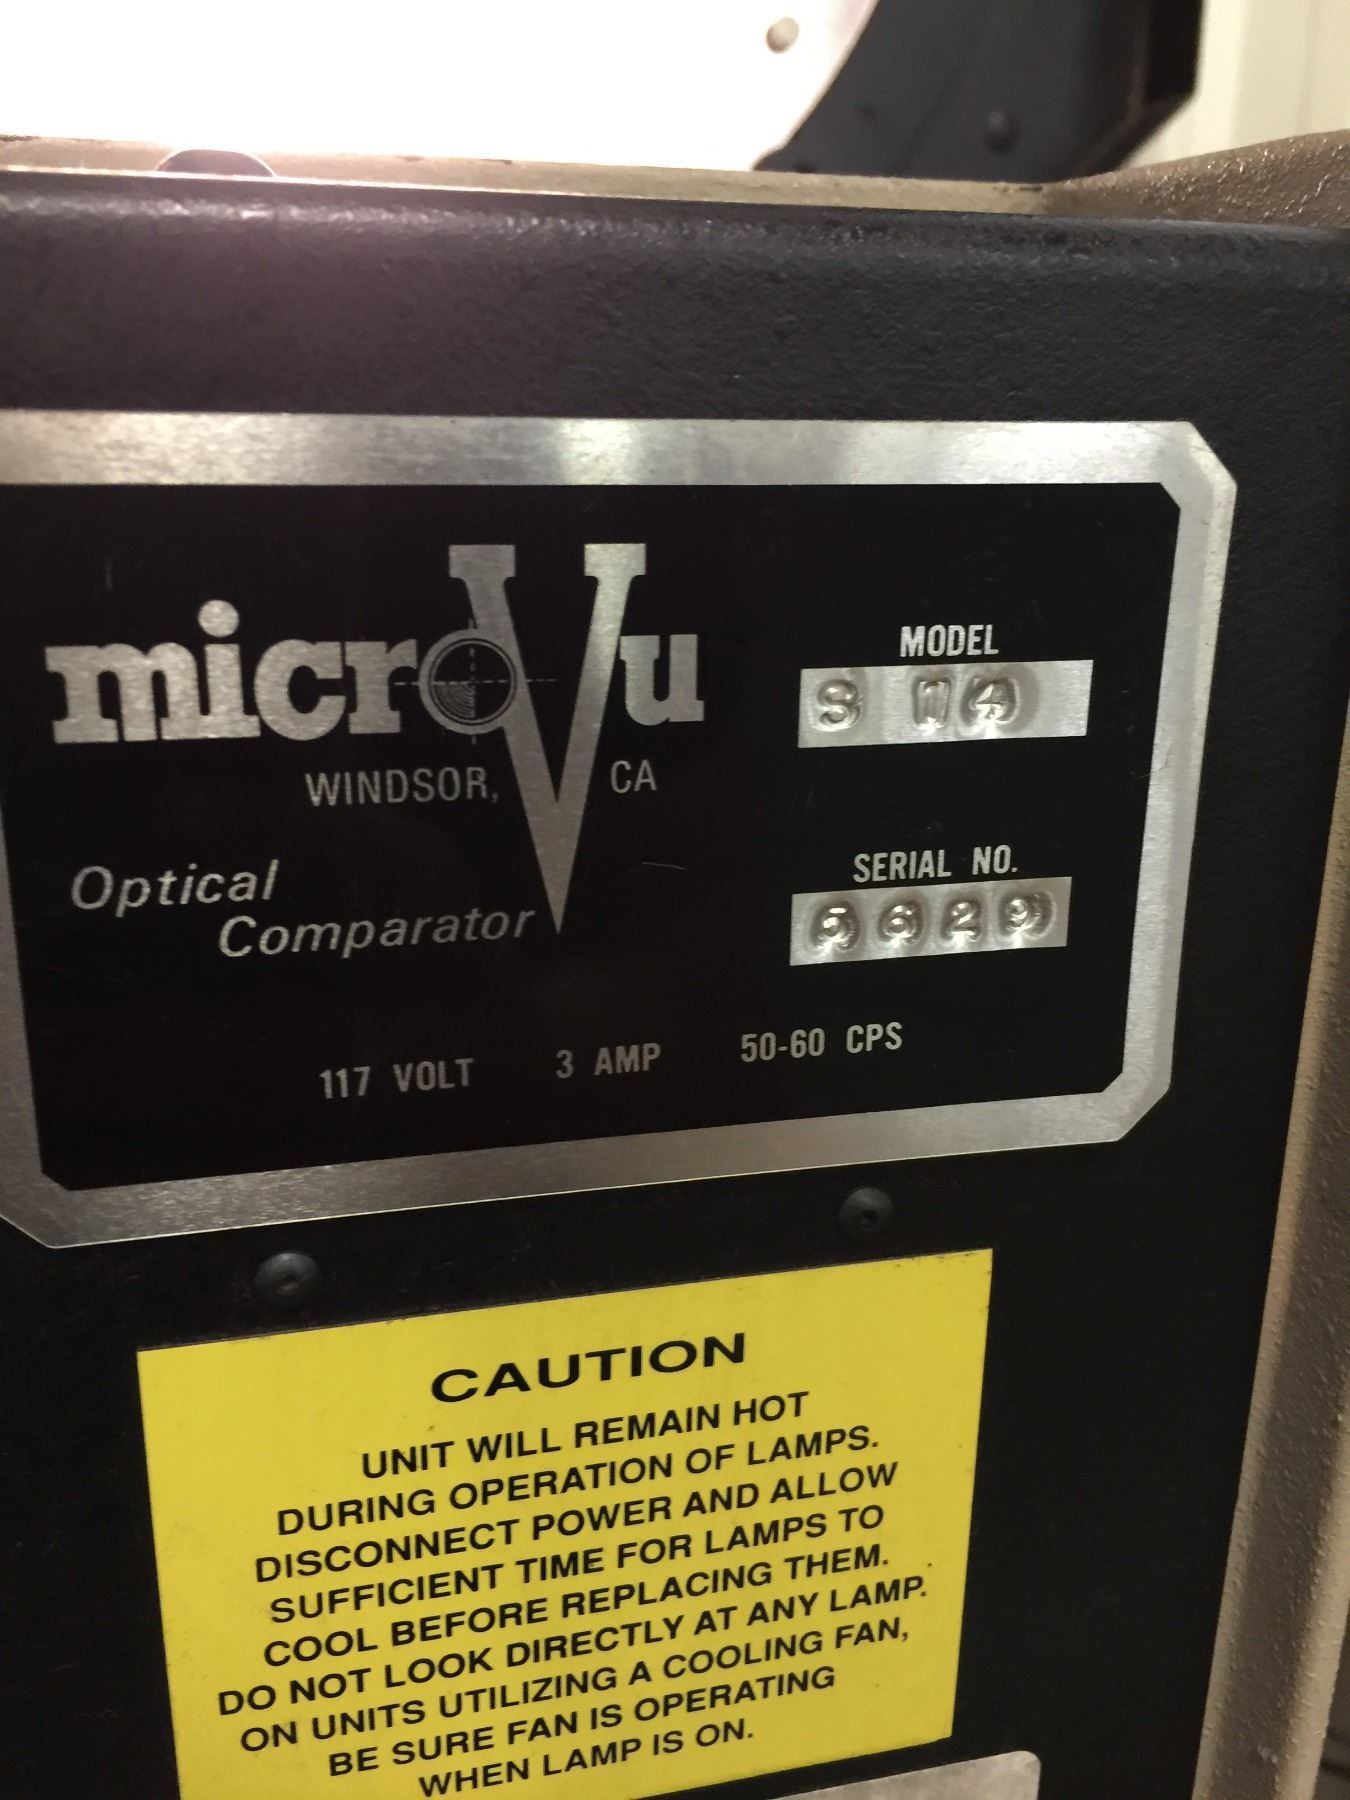 microVu
WINDSOR, CA
Optical
Comparator
MODEL
S W4
SERIAL NO.
5629
117 VOLT 3 AMP 50-60 CPS
CAUTION
UNIT WILL REMAIN HOT
DURING OPERATION OF LAMPS.
DISCONNECT POWER AND ALLOW
SUFFICIENT TIME FOR LAMPS TO
COOL BEFORE REPLACING THEM.
DO NOT LOOK DIRECTLY AT ANY LAMP.
ON UNITS UTILIZING A COOLING FAN,
BE SURE FAN IS OPERATING
WHEN LAMP IS ON.